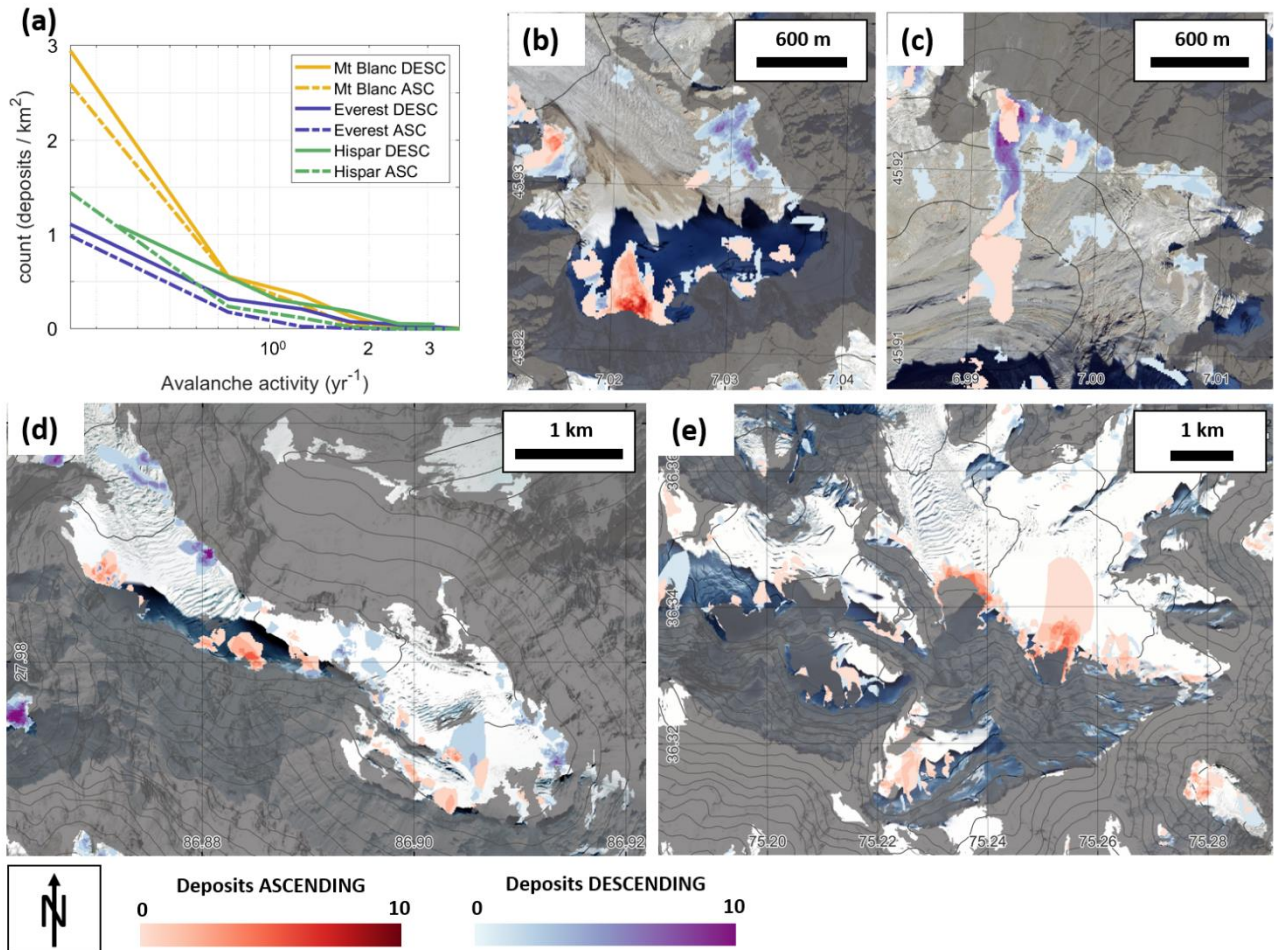 (a)
3
2
1
0
count (deposits / km²)
Mt Blanc DESC
Mt Blanc ASC
Everest DESC
Everest ASC
Hispar DESC
Hispar ASC
10⁰ 2 3
Avalanche activity (yr⁻¹)
(b)
600 m
45.93
45.92
7.02 7.03 7.04
(c)
600 m
45.92
45.91
6.99 7.00 7.01
(d)
1 km
27.98
86.88 86.90 86.92
(e)
1 km
36.36
36.34
36.32
75.20 75.22 75.24 75.26 75.28
N
Deposits ASCENDING
0 10
Deposits DESCENDING
0 10